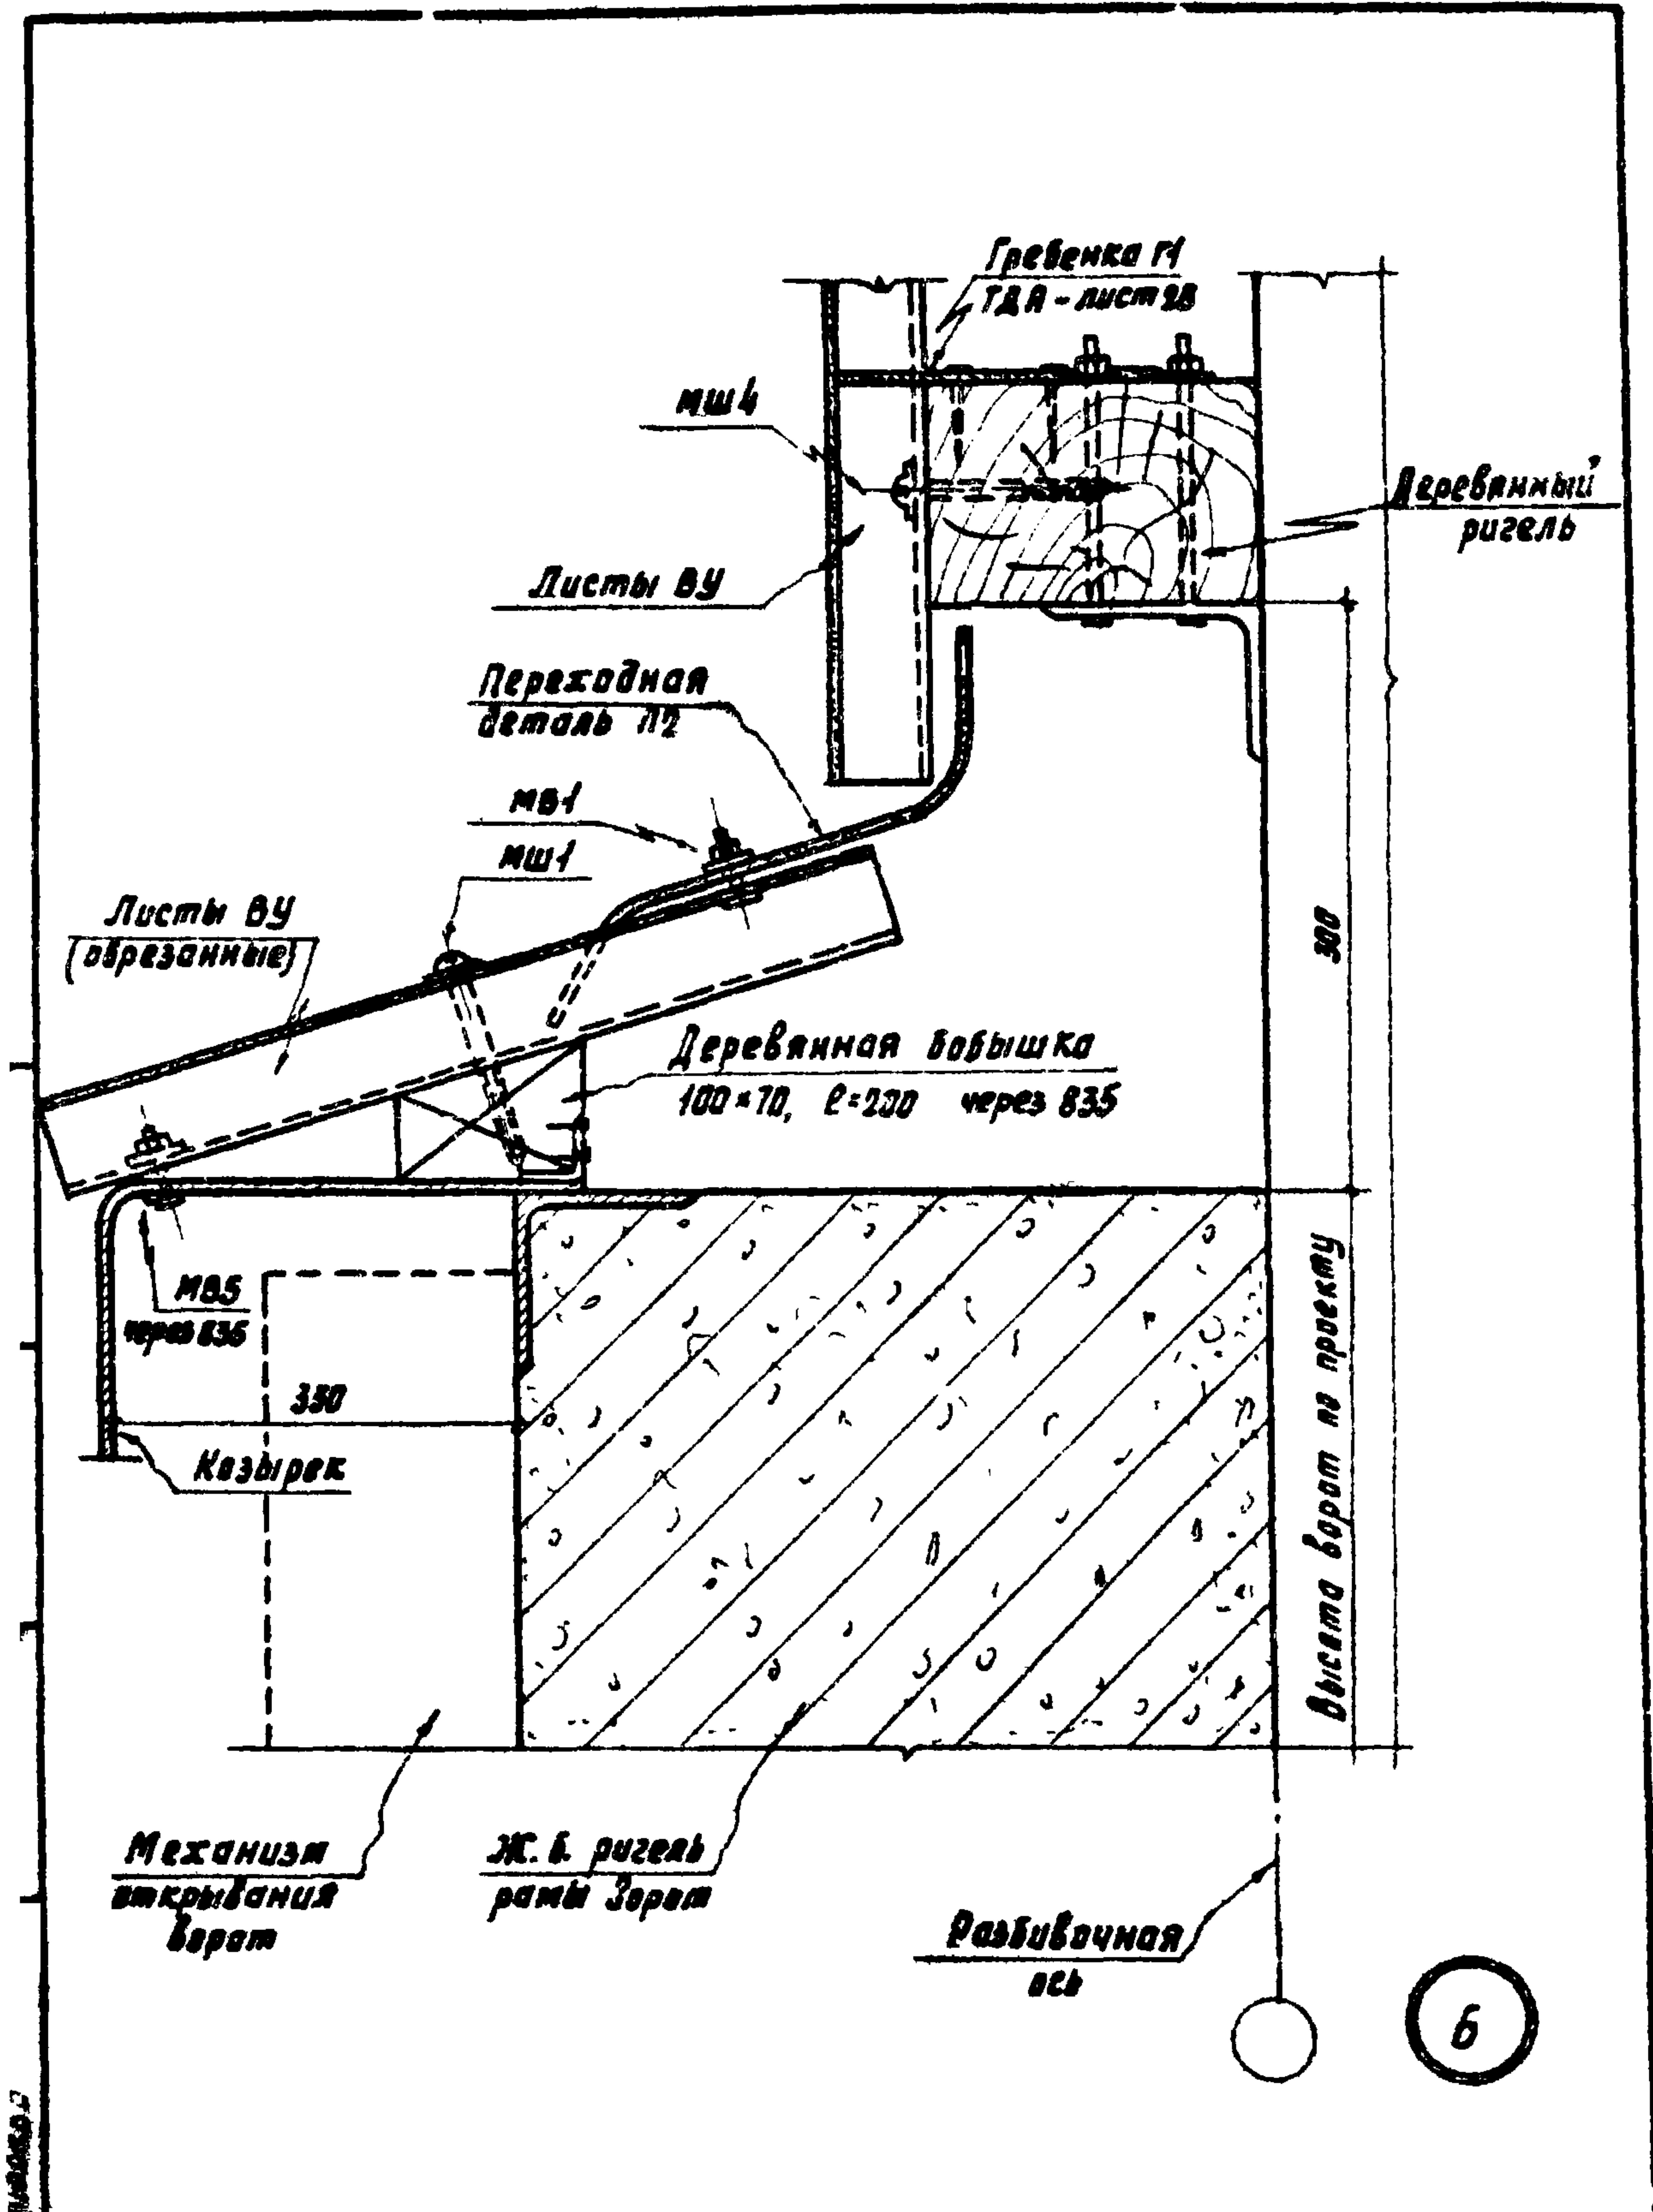 Гребенка Г1
ТДА - лист 28
МШ4
Деревянный
ригель
Листы ВУ
Переходная
деталь П2
МВ1
МШ1
Листы ВУ
(обрезанные)
300
Деревянная бобышка
100×70, ℓ=200 через 835
МВ5
через 835
350
Козырек
Высота ворот по проекту
Механизм
открывания
ворот
Ж.б. ригель
рамы ворот
Разбивочная
ось
6